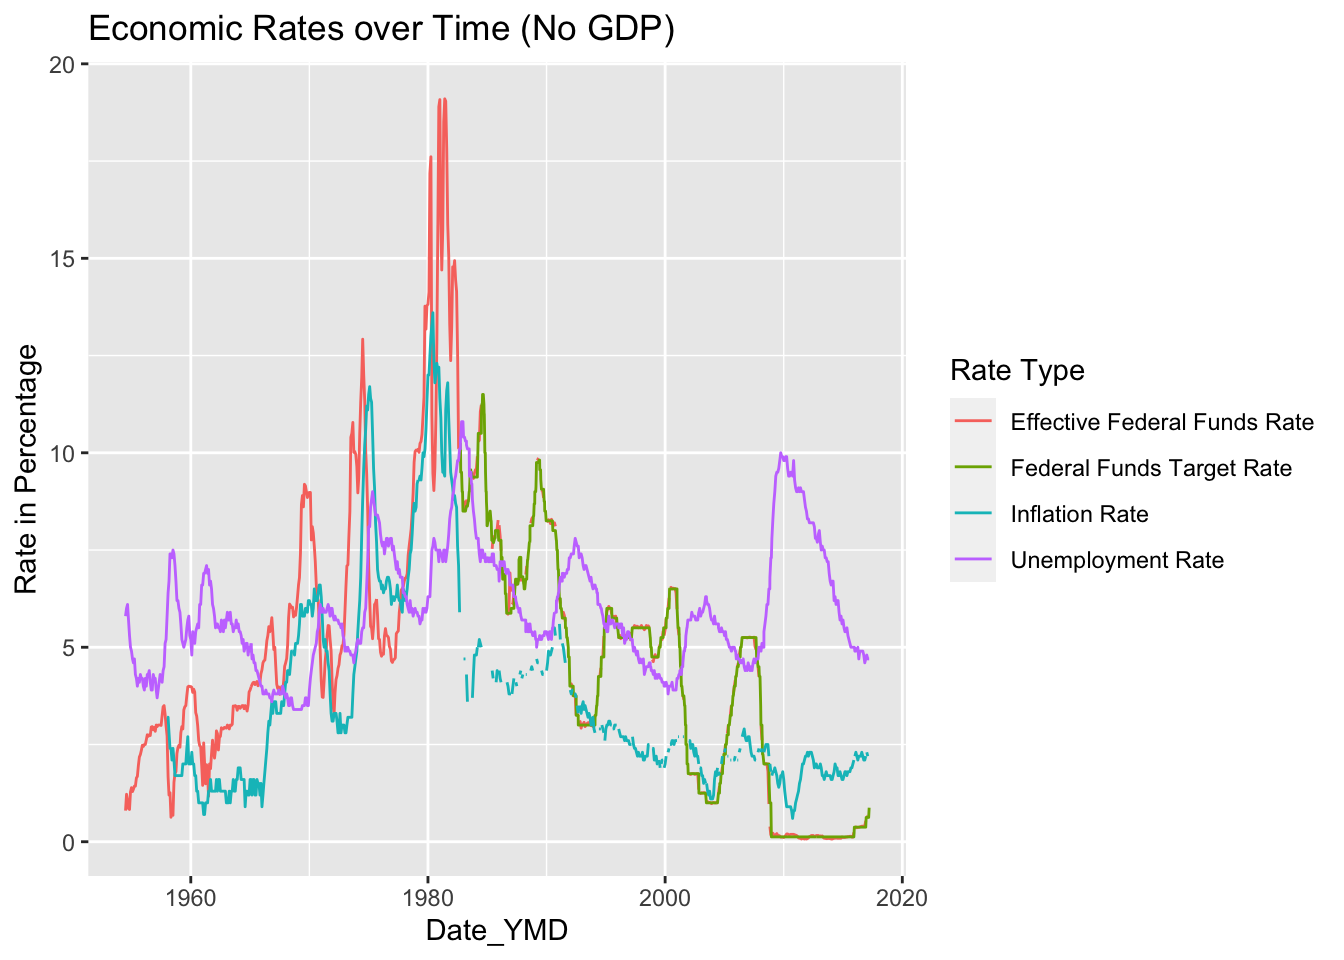 Economic Rates over Time (No GDP)
20
15
10
5
0
Rate in Percentage
1960
1980
2000
2020
Date_YMD
Rate Type
Effective Federal Funds Rate
Federal Funds Target Rate
Inflation Rate
Unemployment Rate